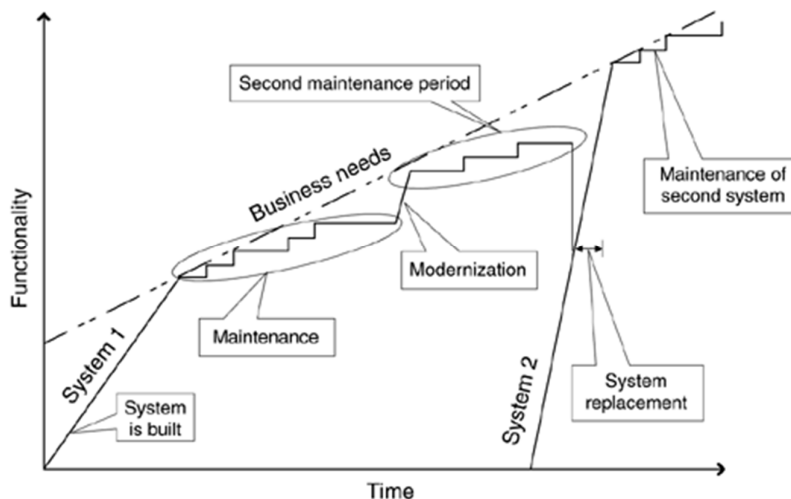 Second maintenance period
Business needs
Functionality
Maintenance of
second system
Modernization
Maintenance
System 1
System
is built
System 2
System
replacement
Time